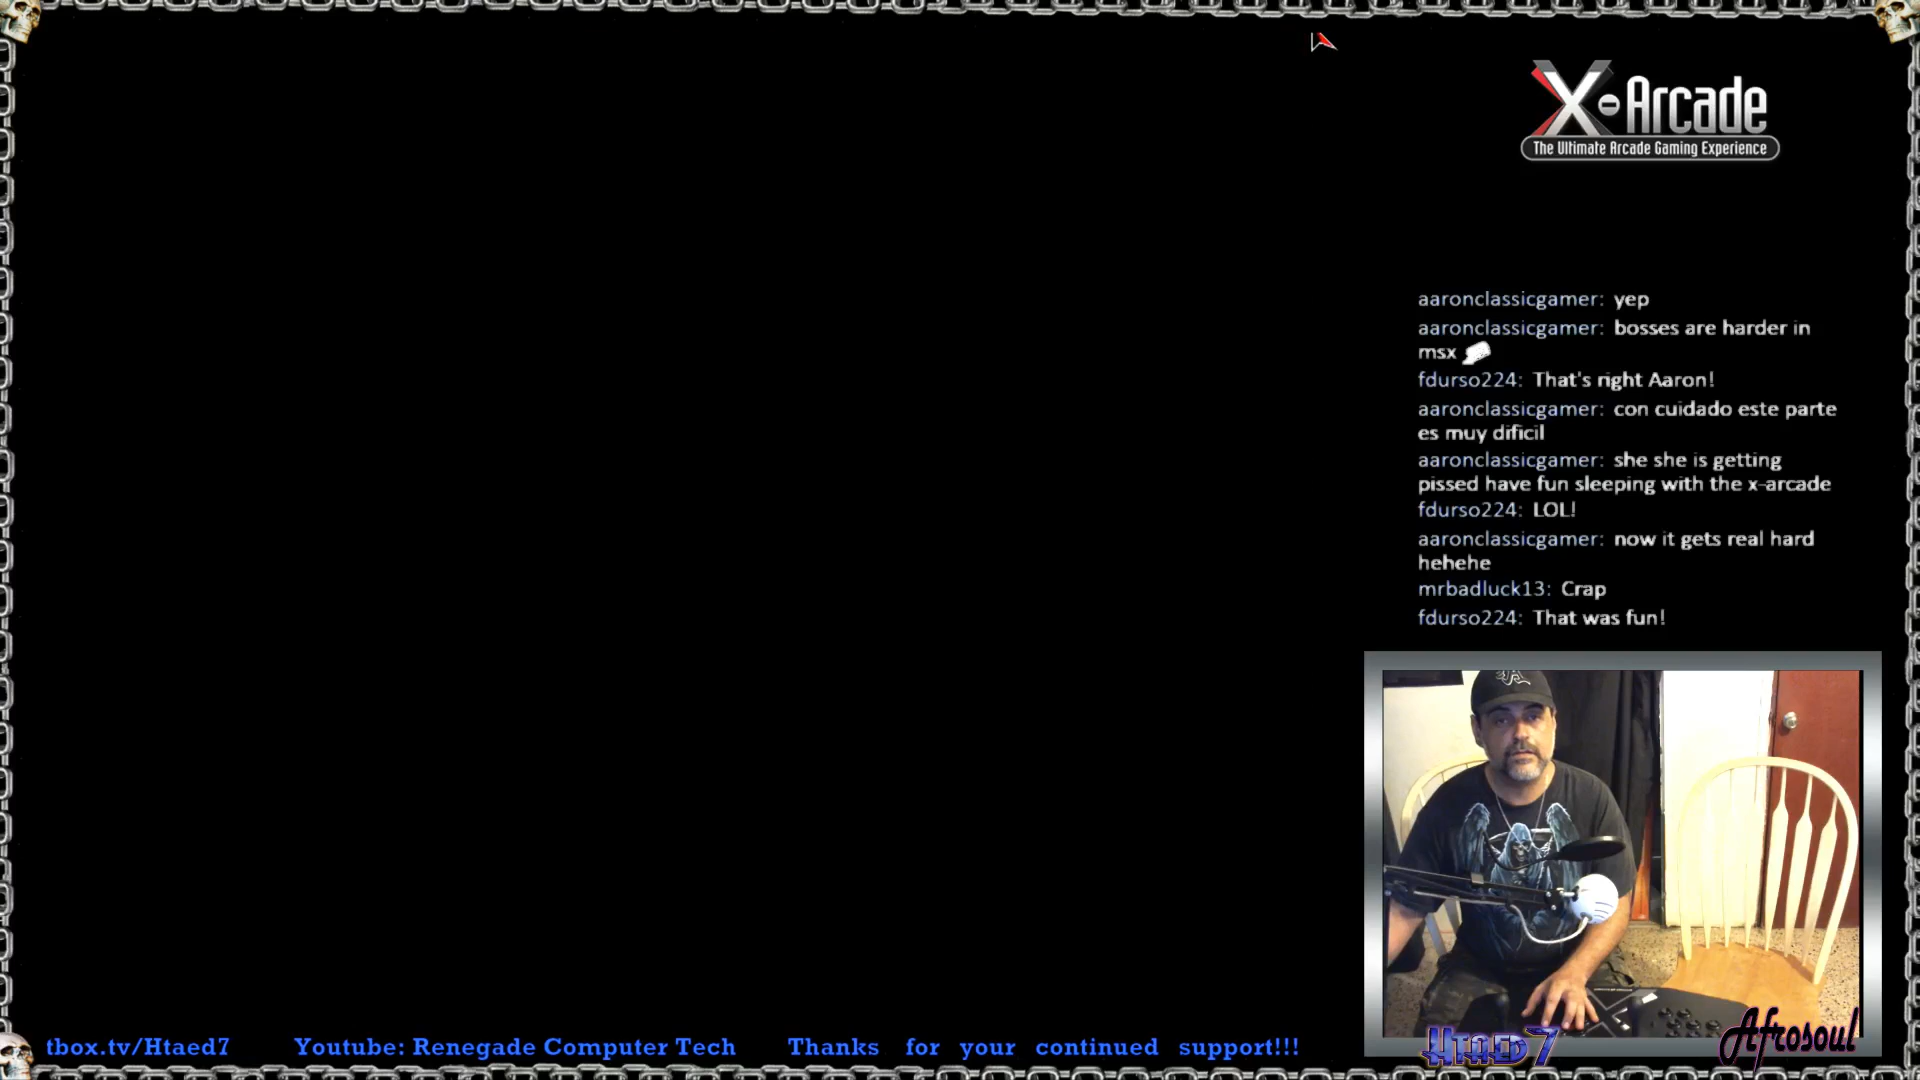 X-Arcade
The Ultimate Arcade Gaming Experience
aaronclassicgamer: yep
aaronclassicgamer: bosses are harder in
msx
fdurso224: That's right Aaron!
aaronclassicgamer: con cuidado este parte
es muy dificil
aaronclassicgamer: she she is getting
pissed have fun sleeping with the x-arcade
fdurso224: LOL!
aaronclassicgamer: now it gets real hard
hehehe
mrbadluck13: Crap
fdurso224: That was fun!
Htaed 7 Afrosoul
tbox.tv/Htaed7 Youtube: Renegade Computer Tech Thanks for your continued support!!!